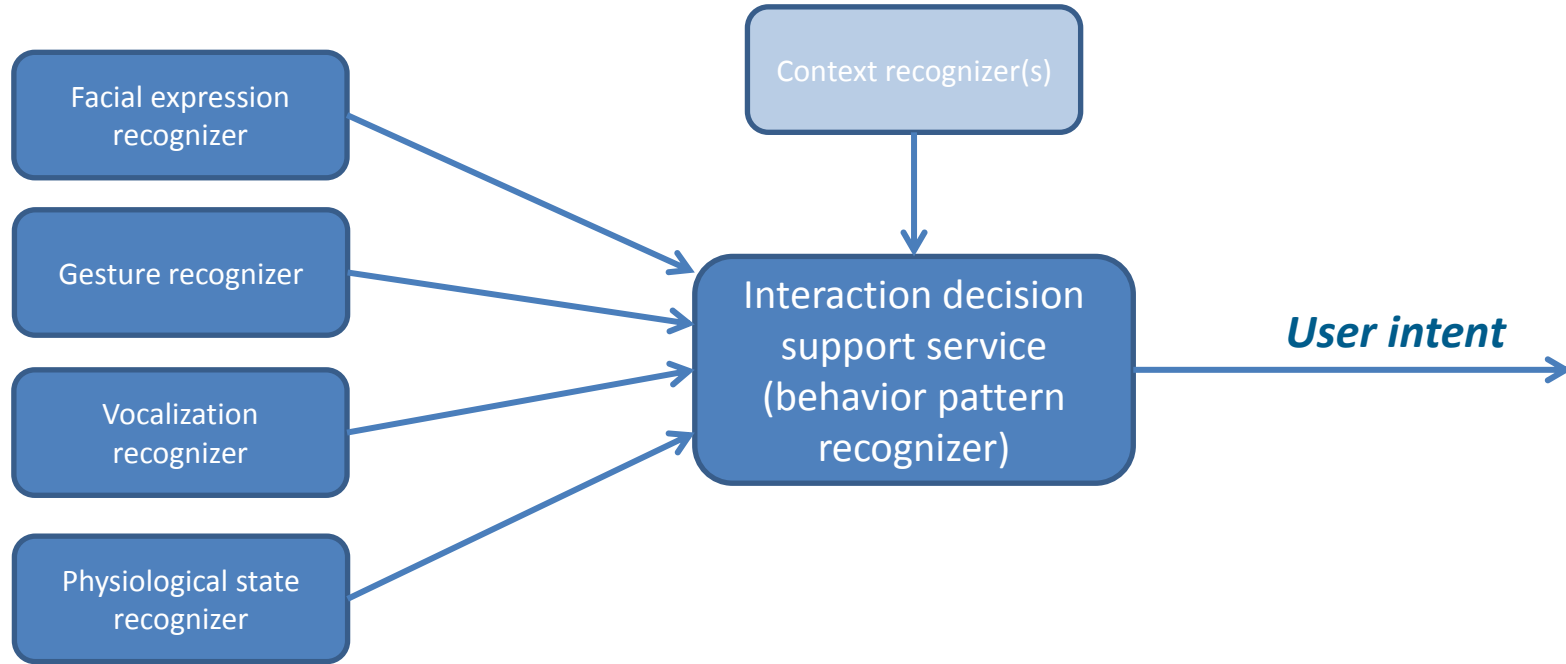 Facial expression
recognizer
Gesture recognizer
Vocalization
recognizer
Physiological state
recognizer
Context recognizer(s)
Interaction decision
support service
(behavior pattern
recognizer)
User intent